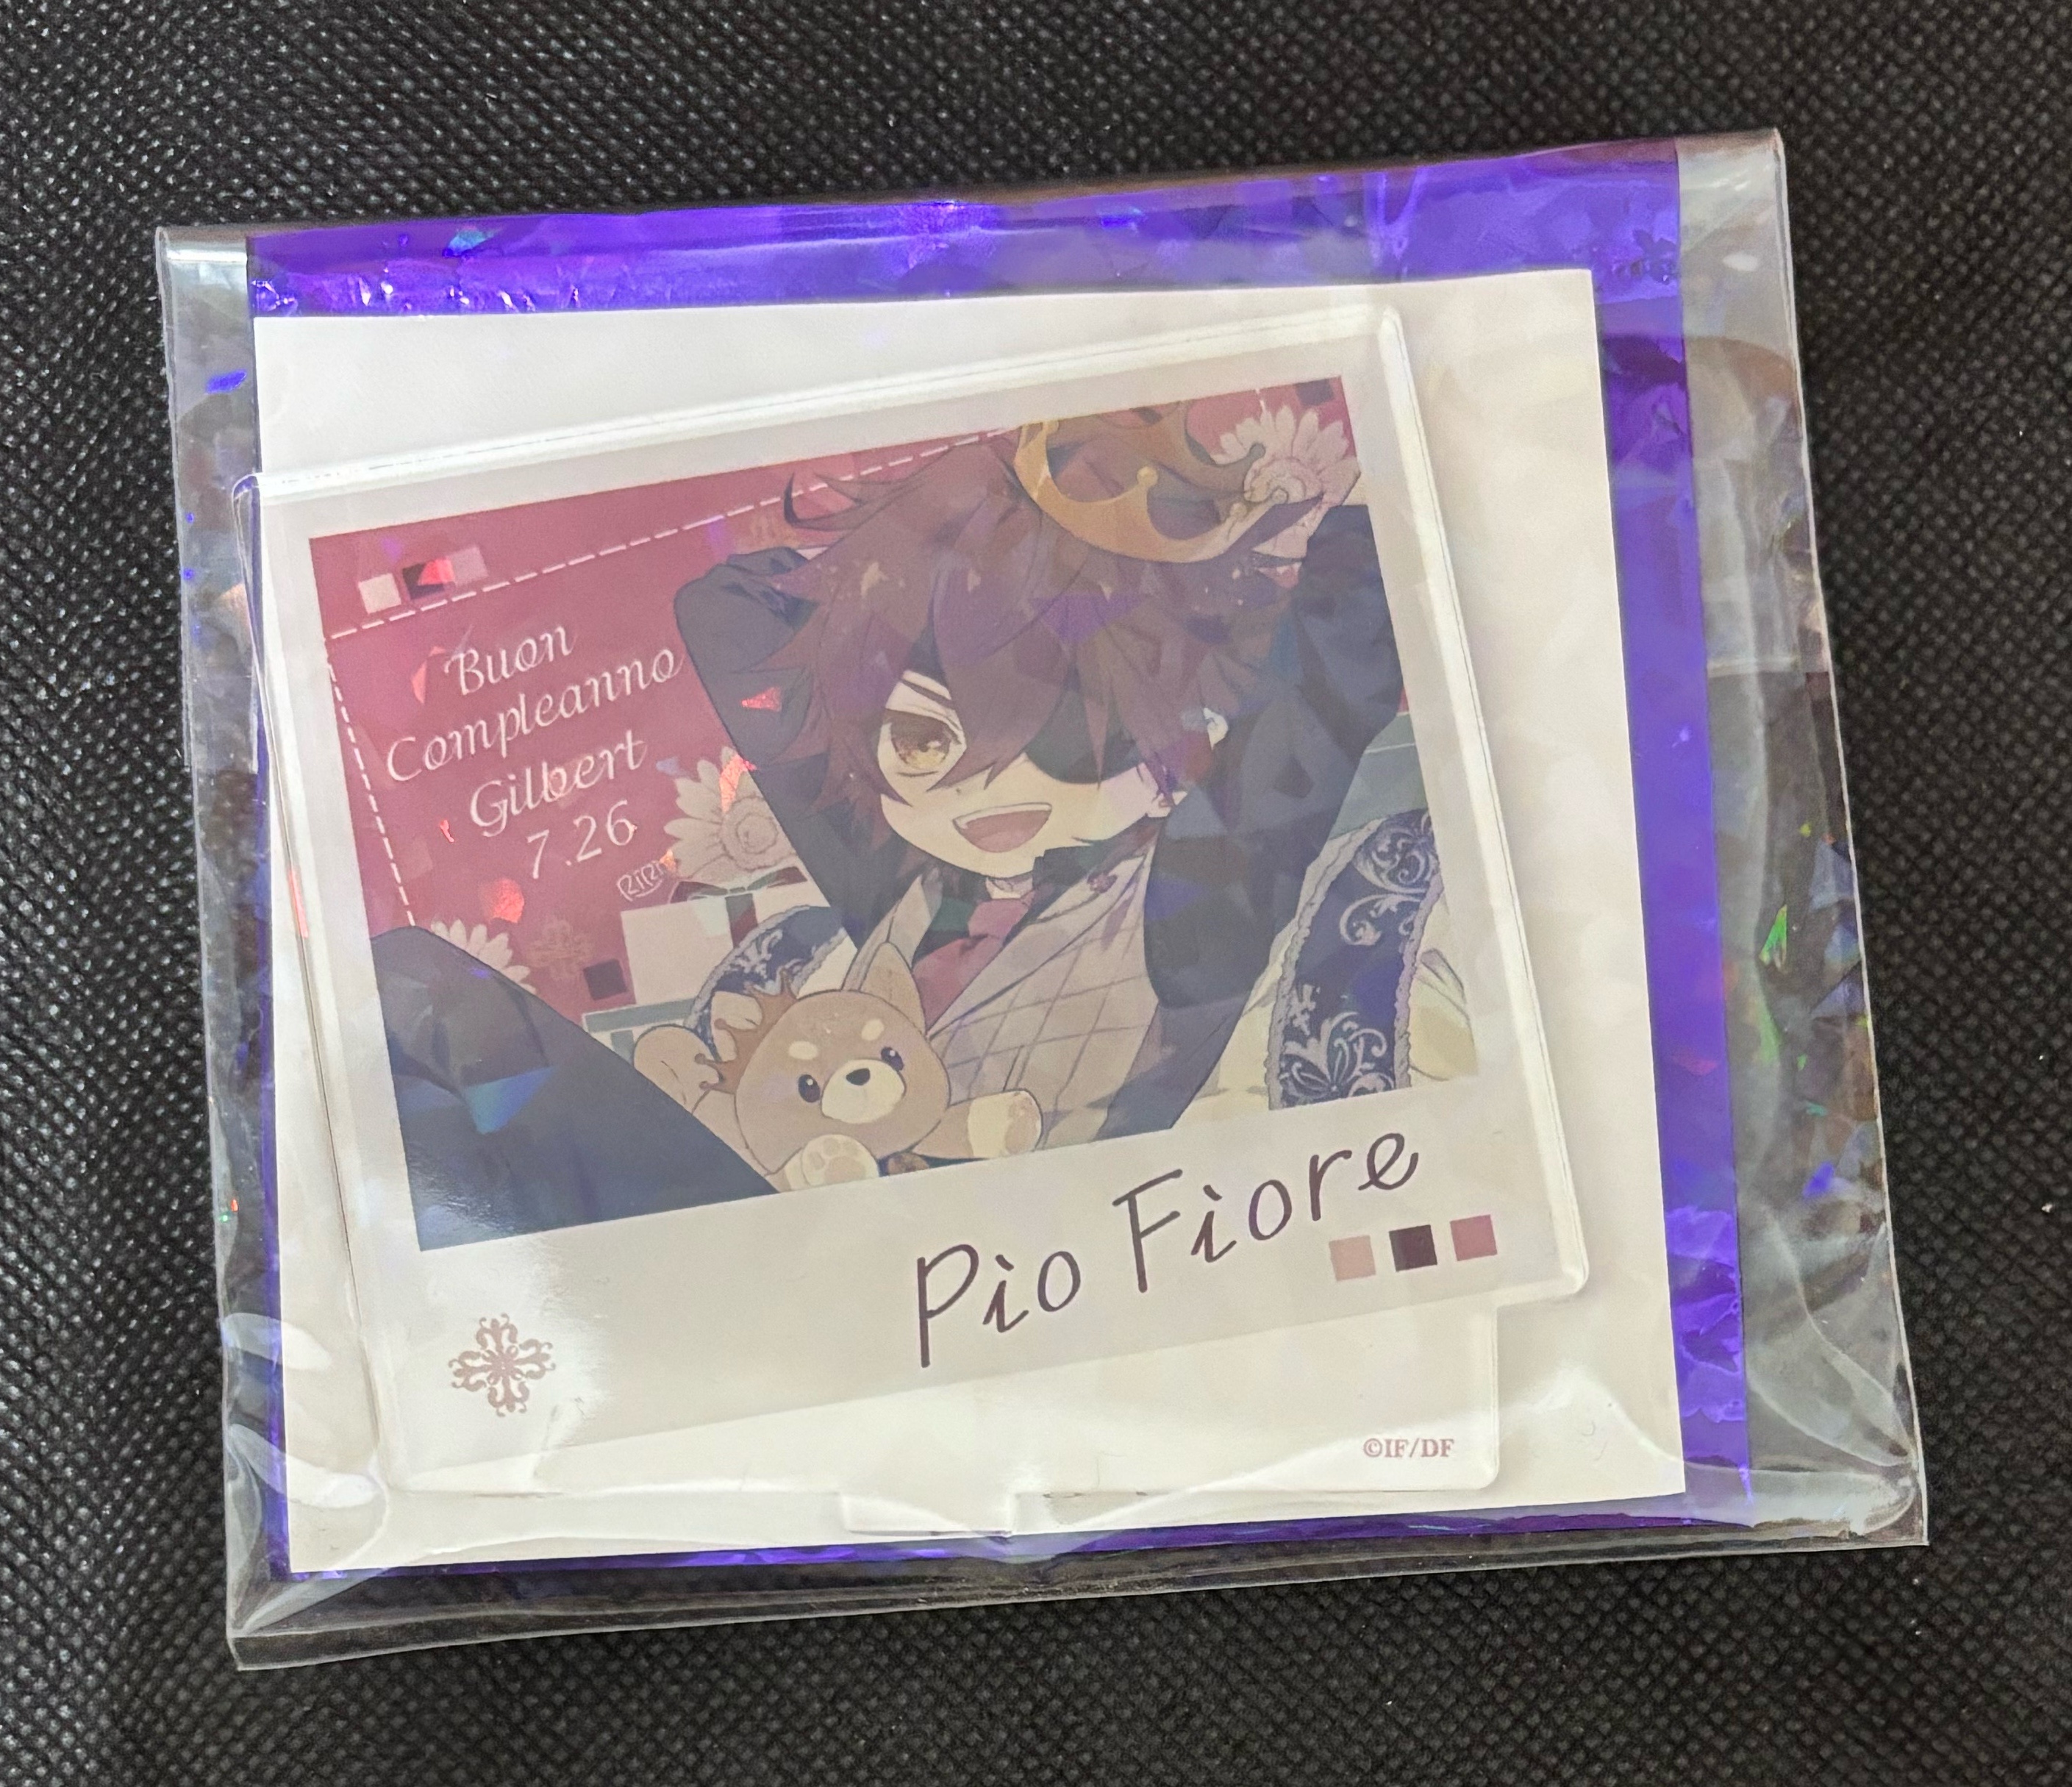 Buon
Compleanno
Gilbert
7.26
Pio Fiore
©IF/DF